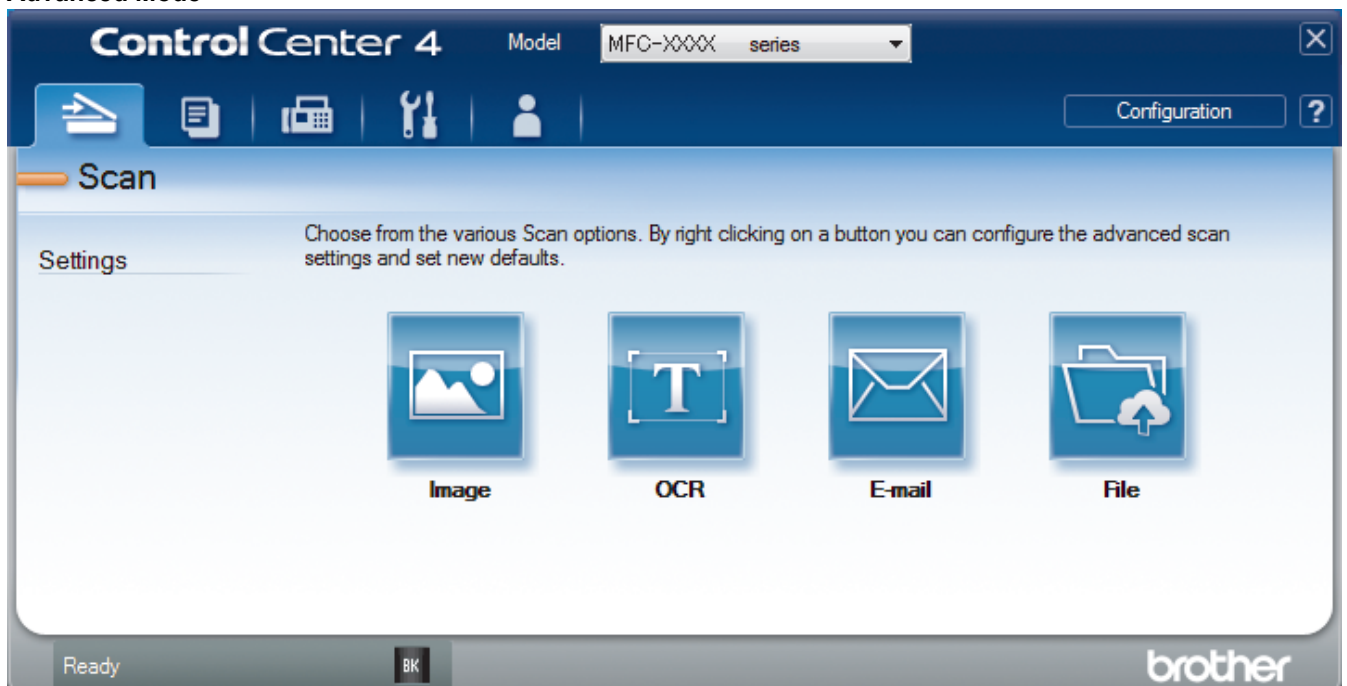 Advanced Mode
Control Center 4 Model MFC-XXXX series
Configuration ?
Scan
Settings
Choose from the various Scan options. By right clicking on a button you can configure the advanced scan
settings and set new defaults.
T
Image OCR E-mail File
Ready BK brother